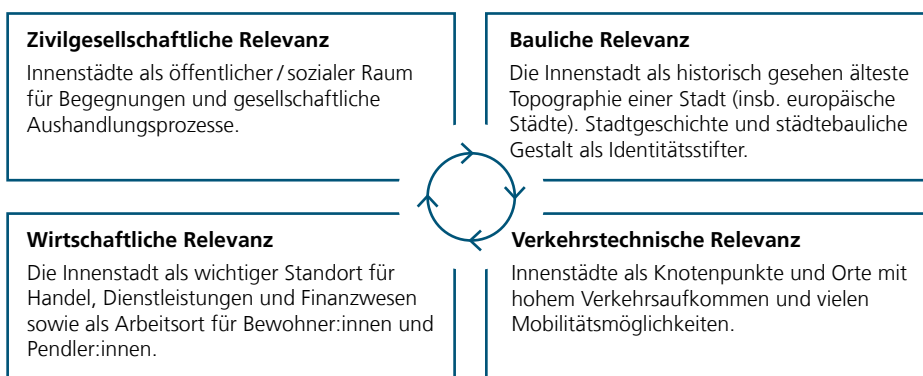 Zivilgesellschaftliche Relevanz
Innenstädte als öffentlicher / sozialer Raum
für Begegnungen und gesellschaftliche
Aushandlungsprozesse.
Bauliche Relevanz
Die Innenstadt als historisch gesehen älteste
Topographie einer Stadt (insb. europäische
Städte). Stadtgeschichte und städtebauliche
Gestalt als Identitätsstifter.
Wirtschaftliche Relevanz
Die Innenstadt als wichtiger Standort für
Handel, Dienstleistungen und Finanzwesen
sowie als Arbeitsort für Bewohner:innen und
Pendler:innen.
Verkehrstechnische Relevanz
Innenstädte als Knotenpunkte und Orte mit
hohem Verkehrsaufkommen und vielen
Mobilitätsmöglichkeiten.